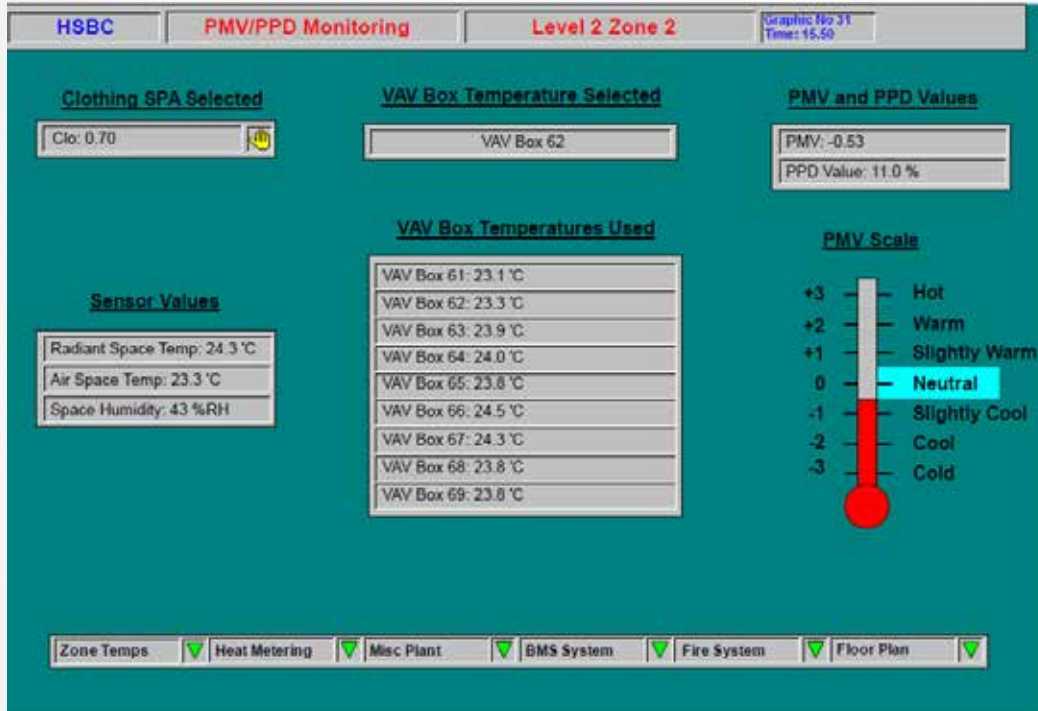 HSBC
PMV/PPD Monitoring
Level 2 Zone 2
Graphic No 31
Time: 15.50
Clothing SPA Selected
Clo: 0.70
VAV Box Temperature Selected
VAV Box 62
PMV and PPD Values
PMV: -0.53
PPD Value: 11.0 %
Sensor Values
Radiant Space Temp: 24.3 'C
Air Space Temp: 23.3 'C
Space Humidity: 43 %RH
VAV Box Temperatures Used
VAV Box 61: 23.1 'C
VAV Box 62: 23.3 'C
VAV Box 63: 23.9 'C
VAV Box 64: 24.0 'C
VAV Box 65: 23.8 'C
VAV Box 66: 24.5 'C
VAV Box 67: 24.3 'C
VAV Box 68: 23.8 'C
VAV Box 69: 23.8 'C
PMV Scale
+3 Hot
+2 Warm
+1 Slightly Warm
0 Neutral
-1 Slightly Cool
-2 Cool
-3 Cold
Zone Temps
Heat Metering
Misc Plant
BMS System
Fire System
Floor Plan